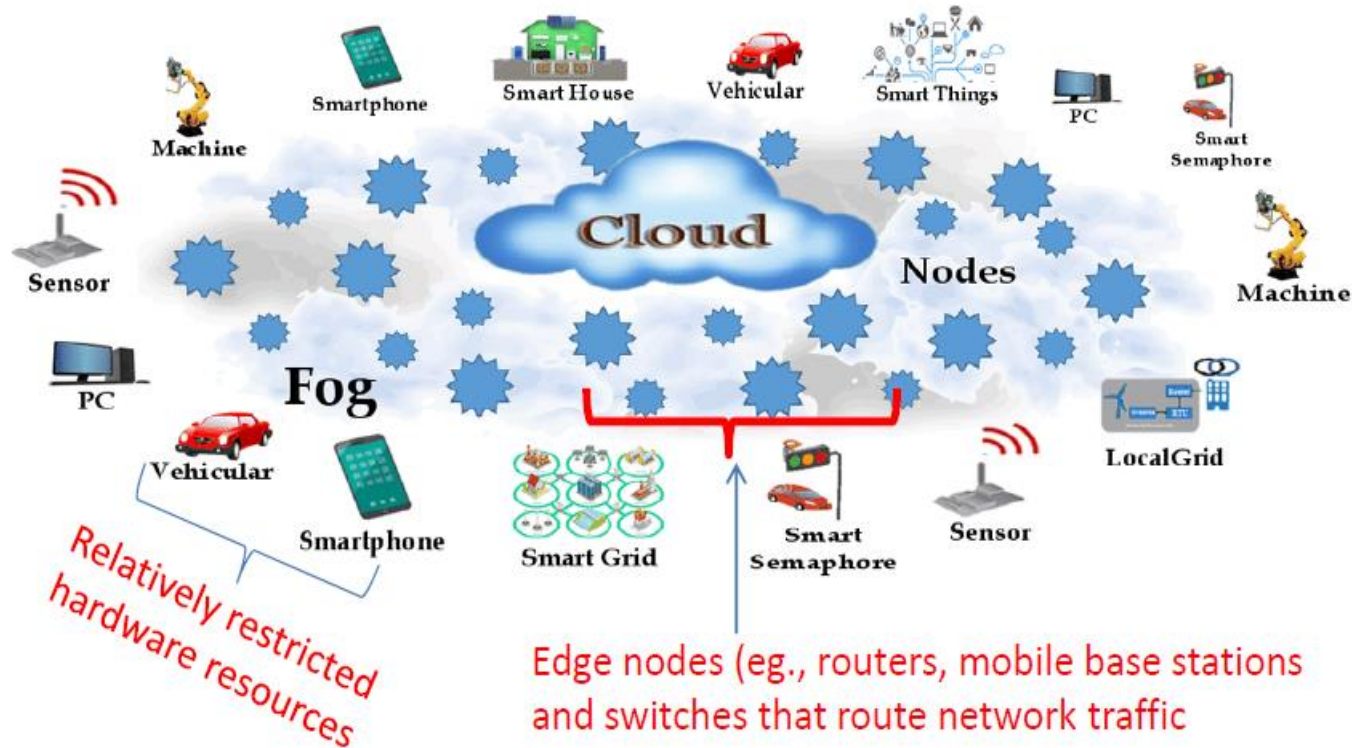 Smartphone
Smart House
Vehicular
Smart Things
PC
Smart
Semaphore
Machine
Sensor
Cloud
Nodes
Machine
PC
Fog
Vehicular
Smartphone
Smart Grid
Smart
Semaphore
Sensor
RTU
LocalGrid
Relatively restricted
hardware resources
Edge nodes (eg., routers, mobile base stations
and switches that route network traffic